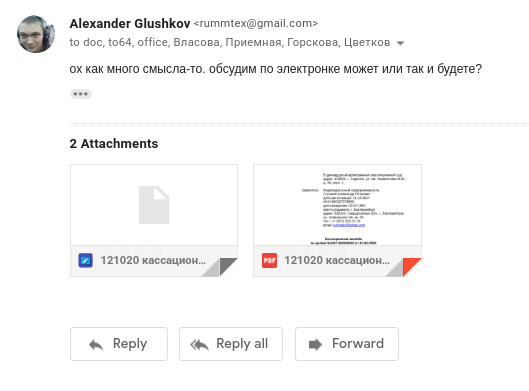 Alexander Glushkov <rummtex@gmail.com>
to doc, to64, office, Власова, Приемная, Горскова, Цветков
ох как много смысла-то. обсудим по электронке может или так и будете?
2 Attachments
121020 кассацион...
PDF 121020 кассацион...
Reply
Reply all
Forward